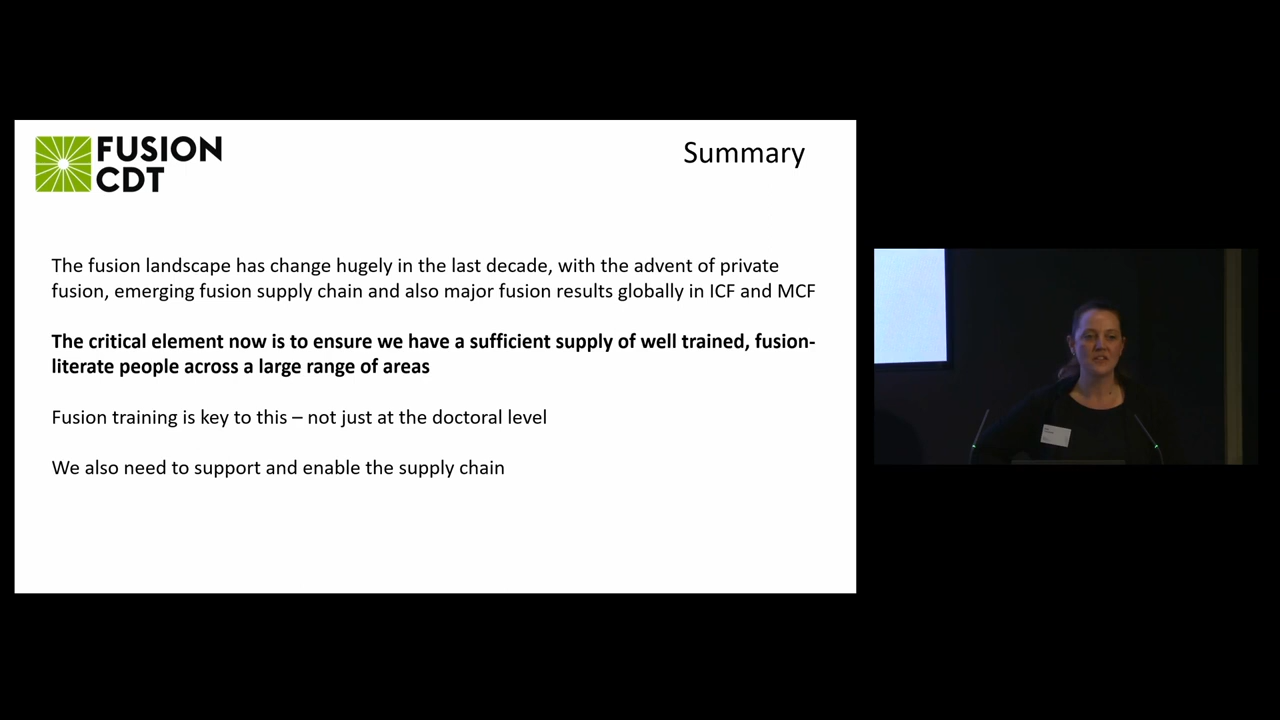 FUSION
CDT
Summary
The fusion landscape has change hugely in the last decade, with the advent of private
fusion, emerging fusion supply chain and also major fusion results globally in ICF and MCF
The critical element now is to ensure we have a sufficient supply of well trained, fusion-
literate people across a large range of areas
Fusion training is key to this – not just at the doctoral level
We also need to support and enable the supply chain